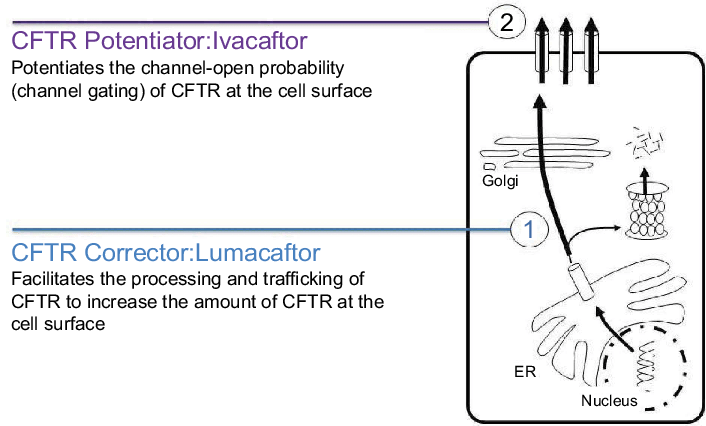 2
CFTR Potentiator:Ivacaftor
Potentiates the channel-open probability
(channel gating) of CFTR at the cell surface
Golgi
1
CFTR Corrector:Lumacaftor
Facilitates the processing and trafficking of
CFTR to increase the amount of CFTR at the
cell surface
ER
Nucleus